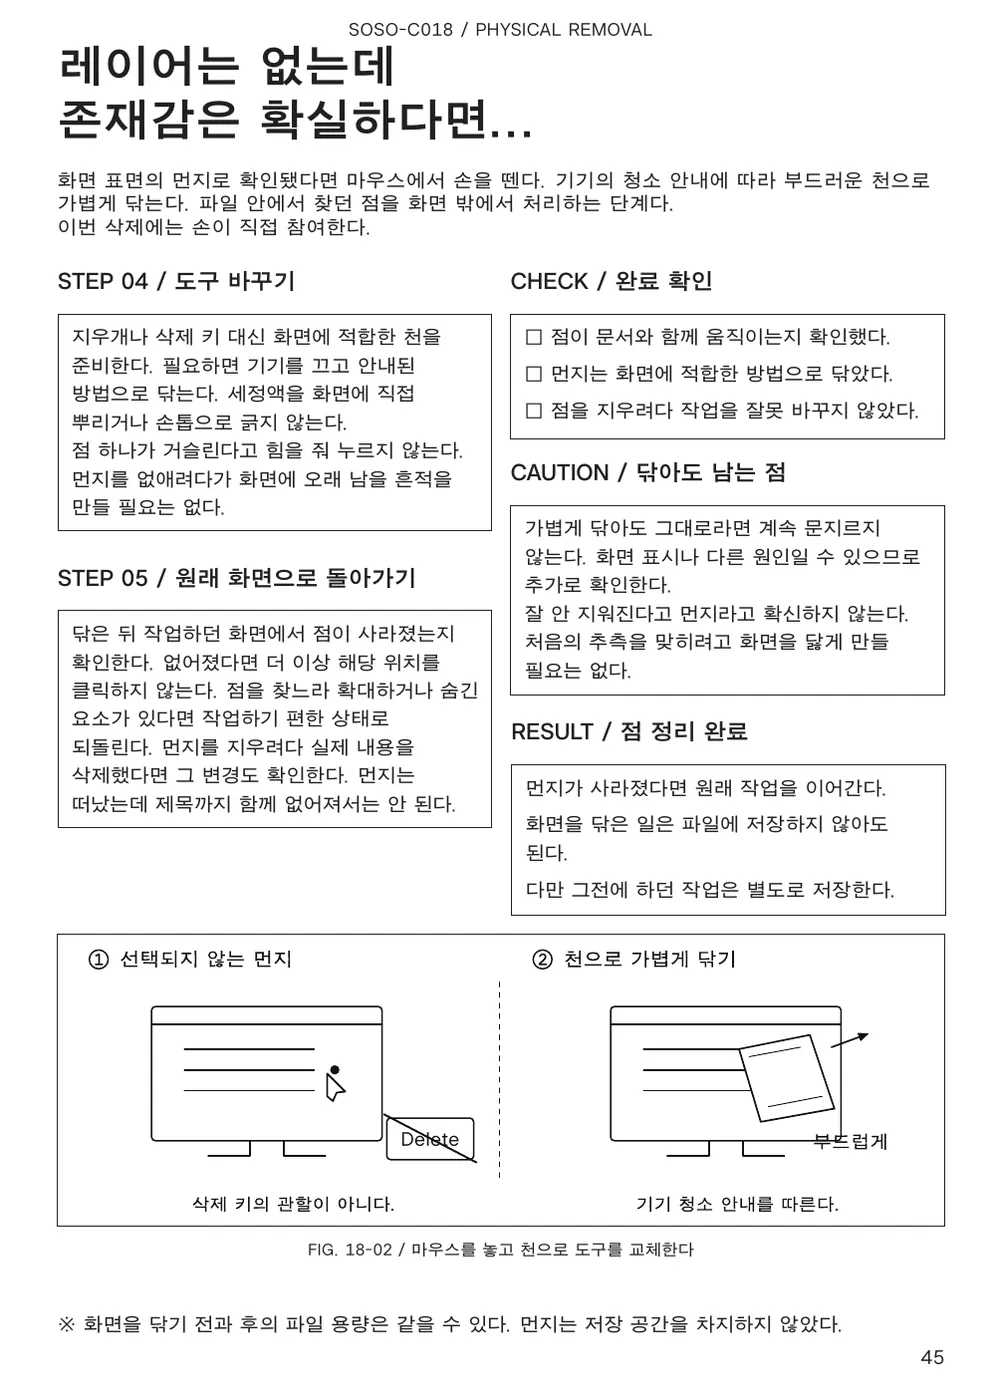 SOSO-C018 / PHYSICAL REMOVAL
레이어는 없는데
존재감은 확실하다면...
화면 표면의 먼지로 확인됐다면 마우스에서 손을 뗀다. 기기의 청소 안내에 따라 부드러운 천으로
가볍게 닦는다. 파일 안에서 찾던 점을 화면 밖에서 처리하는 단계다.
이번 삭제에는 손이 직접 참여한다.
STEP 04 / 도구 바꾸기
지우개나 삭제 키 대신 화면에 적합한 천을
준비한다. 필요하면 기기를 끄고 안내된
방법으로 닦는다. 세정액을 화면에 직접
뿌리거나 손톱으로 긁지 않는다.
점 하나가 거슬린다고 힘을 줘 누르지 않는다.
먼지를 없애려다가 화면에 오래 남을 흔적을
만들 필요는 없다.
STEP 05 / 원래 화면으로 돌아가기
닦은 뒤 작업하던 화면에서 점이 사라졌는지
확인한다. 없어졌다면 더 이상 해당 위치를
클릭하지 않는다. 점을 찾느라 확대하거나 숨긴
요소가 있다면 작업하기 편한 상태로
되돌린다. 먼지를 지우려다 실제 내용을
삭제했다면 그 변경도 확인한다. 먼지는
떠났는데 제목까지 함께 없어져서는 안 된다.
CHECK / 완료 확인
□ 점이 문서와 함께 움직이는지 확인했다.
□ 먼지는 화면에 적합한 방법으로 닦았다.
□ 점을 지우려다 작업을 잘못 바꾸지 않았다.
CAUTION / 닦아도 남는 점
가볍게 닦아도 그대로라면 계속 문지르지
않는다. 화면 표시나 다른 원인일 수 있으므로
추가로 확인한다.
잘 안 지워진다고 먼지라고 확신하지 않는다.
처음의 추측을 맞히려고 화면을 닳게 만들
필요는 없다.
RESULT / 점 정리 완료
먼지가 사라졌다면 원래 작업을 이어간다.
화면을 닦은 일은 파일에 저장하지 않아도
된다.
다만 그전에 하던 작업은 별도로 저장한다.
① 선택되지 않는 먼지
Delete
삭제 키의 관할이 아니다.
② 천으로 가볍게 닦기
부드럽게
기기 청소 안내를 따른다.
FIG. 18-02 / 마우스를 놓고 천으로 도구를 교체한다
※ 화면을 닦기 전과 후의 파일 용량은 같을 수 있다. 먼지는 저장 공간을 차지하지 않았다.
45